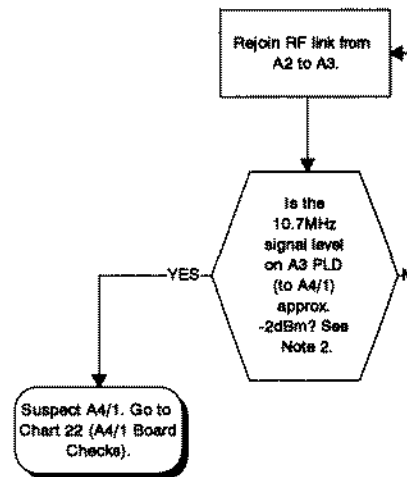 Rejoin RF link from
A2 to A3.
Is the
10.7MHz
signal level
on A3 PLD
(to A4/1)
approx.
-2dBm? See
Note 2.
YES
Suspect A4/1. Go to
Chart 22 (A4/1 Board
Checks).